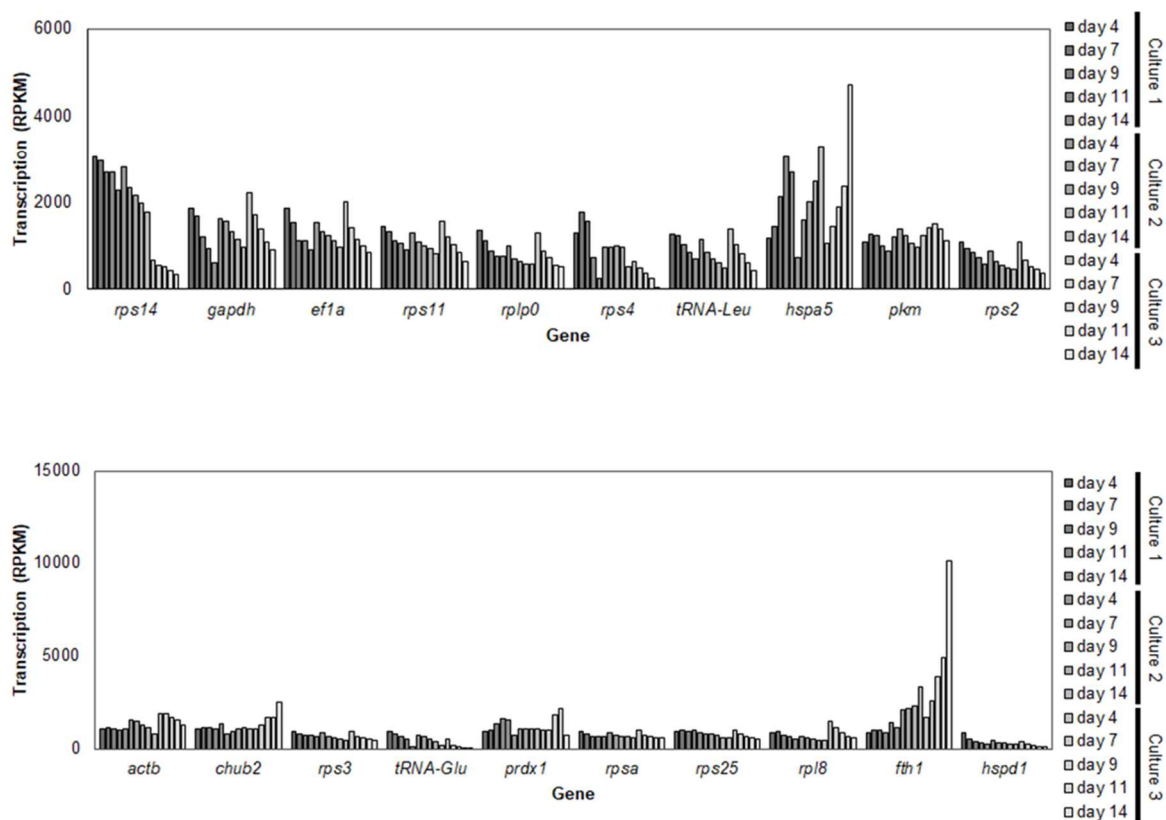 Transcription (RPKM)
6000
4000
2000
0
rps14 gapdh ef1a rps11 rplp0 rps4 tRNA-Leu hspa5 pkm rps2
Gene
day 4
day 7
day 9
day 11
day 14
Culture 1
day 4
day 7
day 9
day 11
day 14
Culture 2
day 4
day 7
day 9
day 11
day 14
Culture 3
Transcription (RPKM)
15000
10000
5000
0
actb chub2 rps3 tRNA-Glu prdx1 rpsa rps25 rpl8 fth1 hspd1
Gene
day 4
day 7
day 9
day 11
day 14
Culture 1
day 4
day 7
day 9
day 11
day 14
Culture 2
day 4
day 7
day 9
day 11
day 14
Culture 3